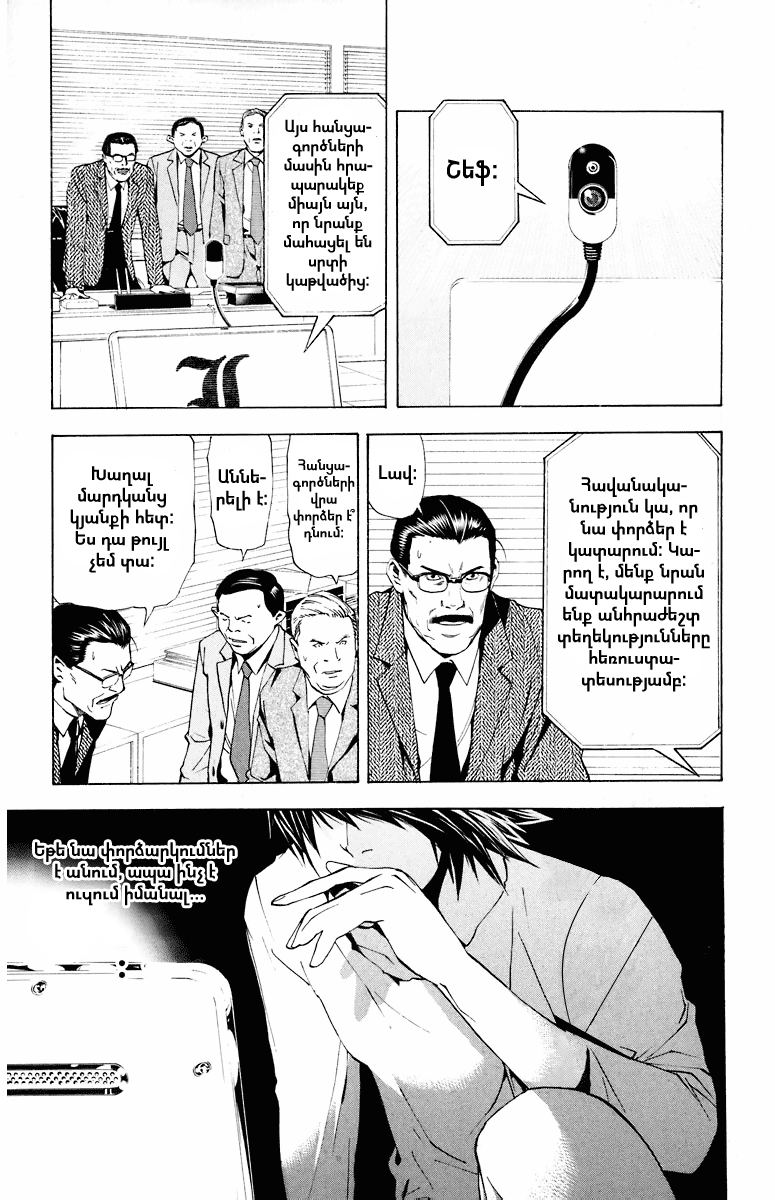 Շեֆ:
Այս հանցա-
գործների
մասին հրա-
պարակեք
միայն այն,
որ նրանք
մահացել են
սրտի
կաթվածից:
L
Հավանակա-
նություն կա, որ
նա փորձեր է
կատարում: Կա-
րող է, մենք նրան
մատակարարում
ենք անհրաժեշտ
տեղեկությունները
հեռուստա-
տեսությամբ:
Լավ:
Հանցա-
գործների
վրա
փորձեր է՞
դնում:
Աննե-
րելի է:
Խաղալ
մարդկանց
կյանքի հետ:
Ես դա թույլ
չեմ տա:
Եթե նա փորձարկումներ
է անում, ապա ինչ է
ուզում իմանալ...